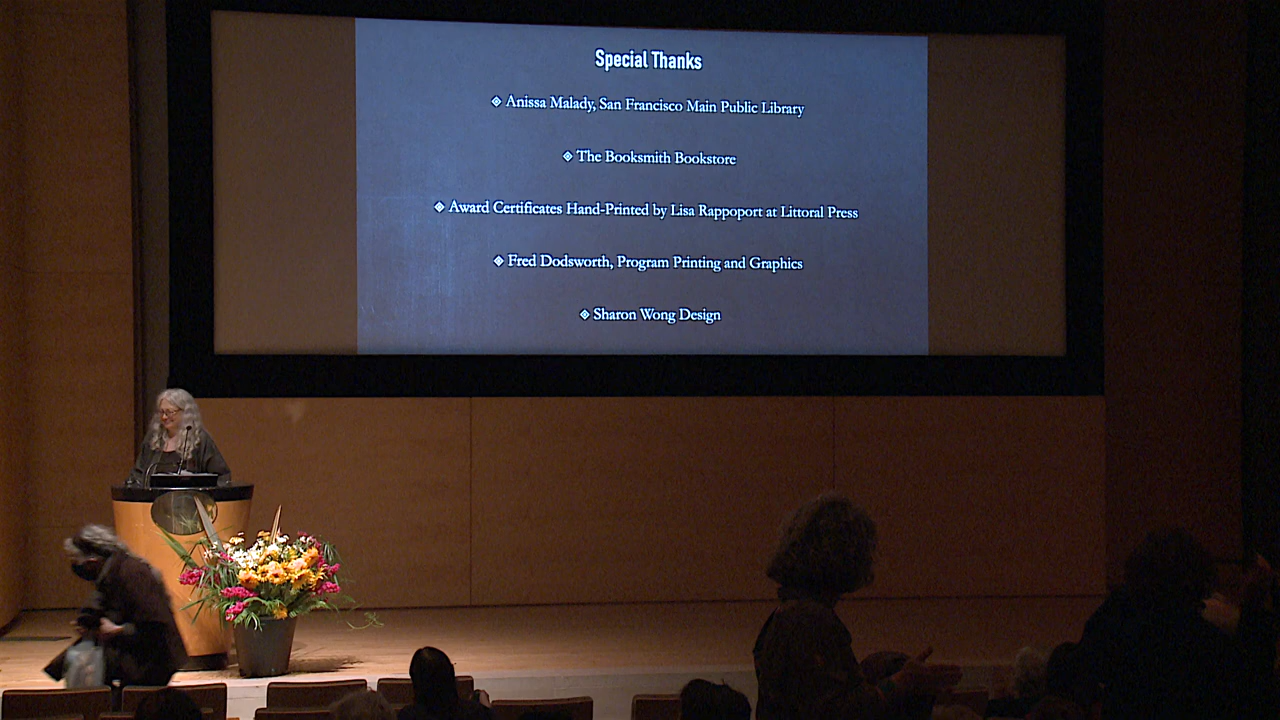 Special Thanks
◈ Anissa Malady, San Francisco Main Public Library
◈ The Booksmith Bookstore
◈ Award Certificates Hand-Printed by Lisa Rappoport at Littoral Press
◈ Fred Dodsworth, Program Printing and Graphics
◈ Sharon Wong Design